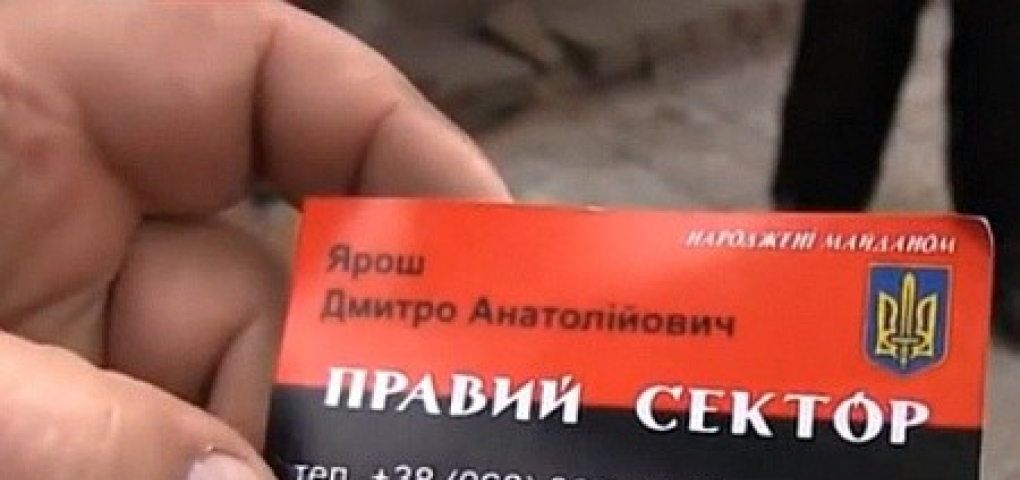 НАРОДЖЕНІ МАЙДАНОМ
Ярош
Дмитро Анатолійович
ПРАВИЙ СЕКТОР
тел. +38